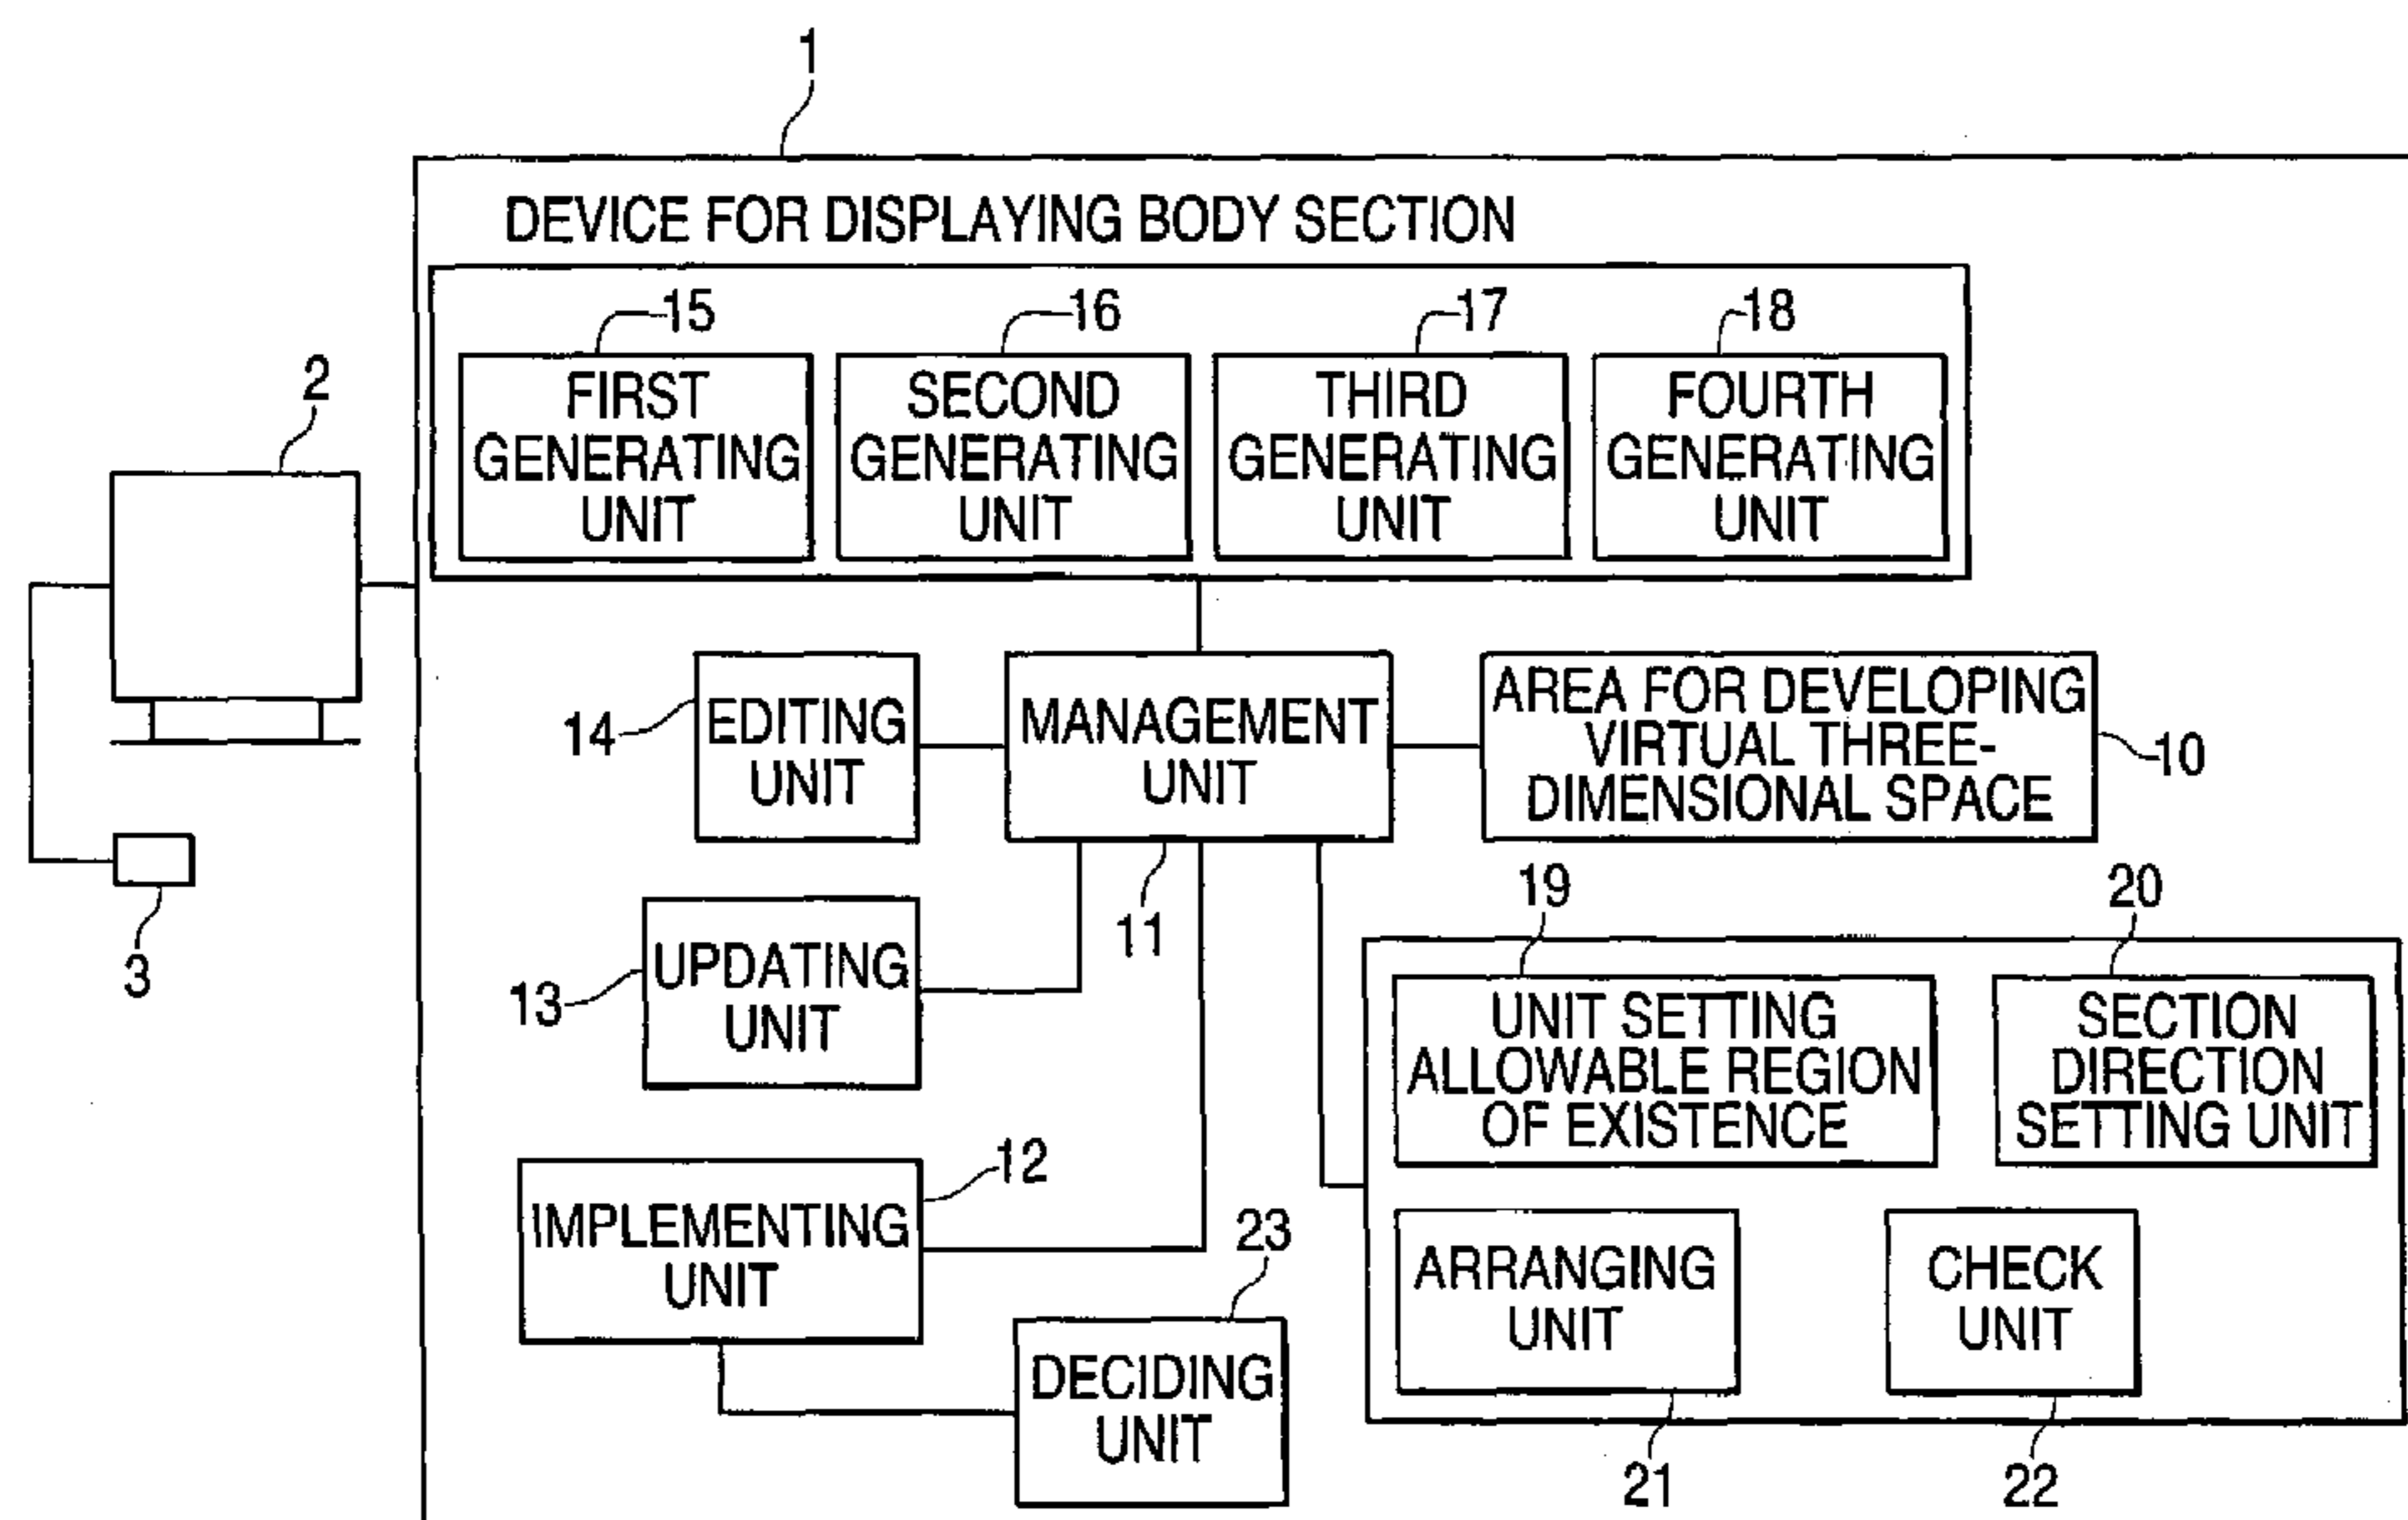 1
DEVICE FOR DISPLAYING BODY SECTION
15
16
17
18
FIRST
GENERATING
UNIT
SECOND
GENERATING
UNIT
THIRD
GENERATING
UNIT
FOURTH
GENERATING
UNIT
2
3
14
EDITING
UNIT
MANAGEMENT
UNIT
11
AREA FOR DEVELOPING
VIRTUAL THREE-
DIMENSIONAL SPACE
10
13
UPDATING
UNIT
19
UNIT SETTING
ALLOWABLE REGION
OF EXISTENCE
20
SECTION
DIRECTION
SETTING UNIT
12
IMPLEMENTING
UNIT
23
DECIDING
UNIT
ARRANGING
UNIT
21
CHECK
UNIT
22